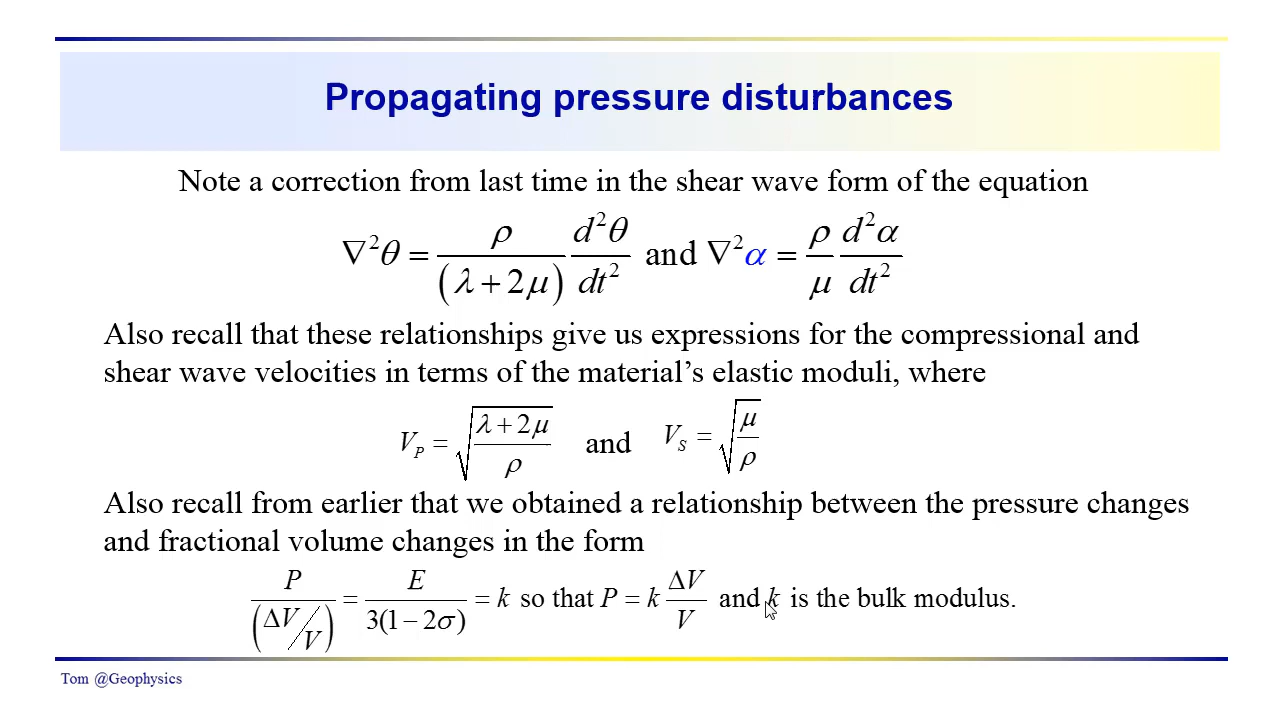 Propagating pressure disturbances
Note a correction from last time in the shear wave form of the equation
∇²θ = ρ/(λ+2μ) d²θ/dt² and ∇²α = ρ/μ d²α/dt²
Also recall that these relationships give us expressions for the compressional and
shear wave velocities in terms of the material’s elastic moduli, where
V_P = √((λ+2μ)/ρ) and V_S = √(μ/ρ)
Also recall from earlier that we obtained a relationship between the pressure changes
and fractional volume changes in the form
P/(ΔV/V) = E/(3(1−2σ)) = k so that P = k ΔV/V and k is the bulk modulus.
Tom @Geophysics